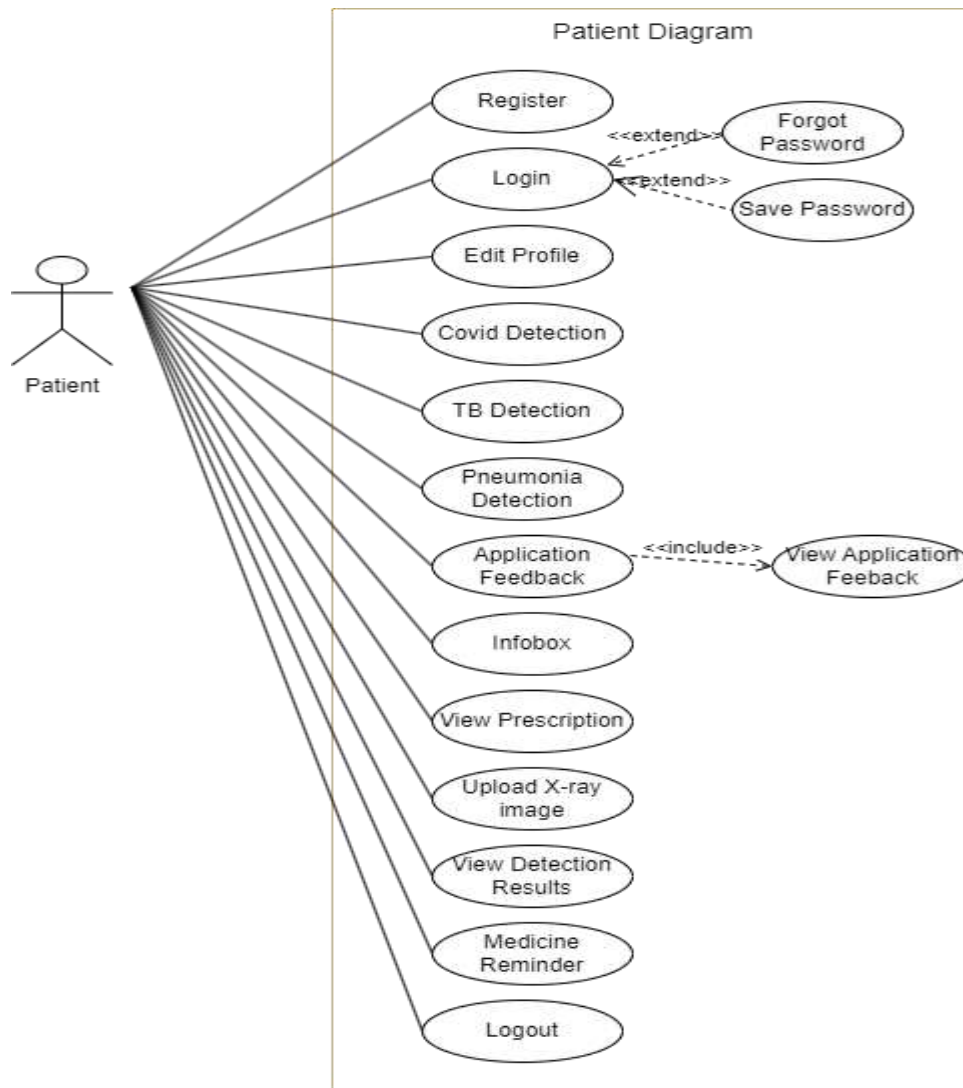 Patient Diagram
Register
Forgot
Password
<<extend>>
Login
<<extend>>
Save Password
Edit Profile
Patient
Covid Detection
TB Detection
Pneumonia
Detection
Application
Feedback
<<include>>
View Application
Feeback
Infobox
View Prescription
Upload X-ray
image
View Detection
Results
Medicine
Reminder
Logout